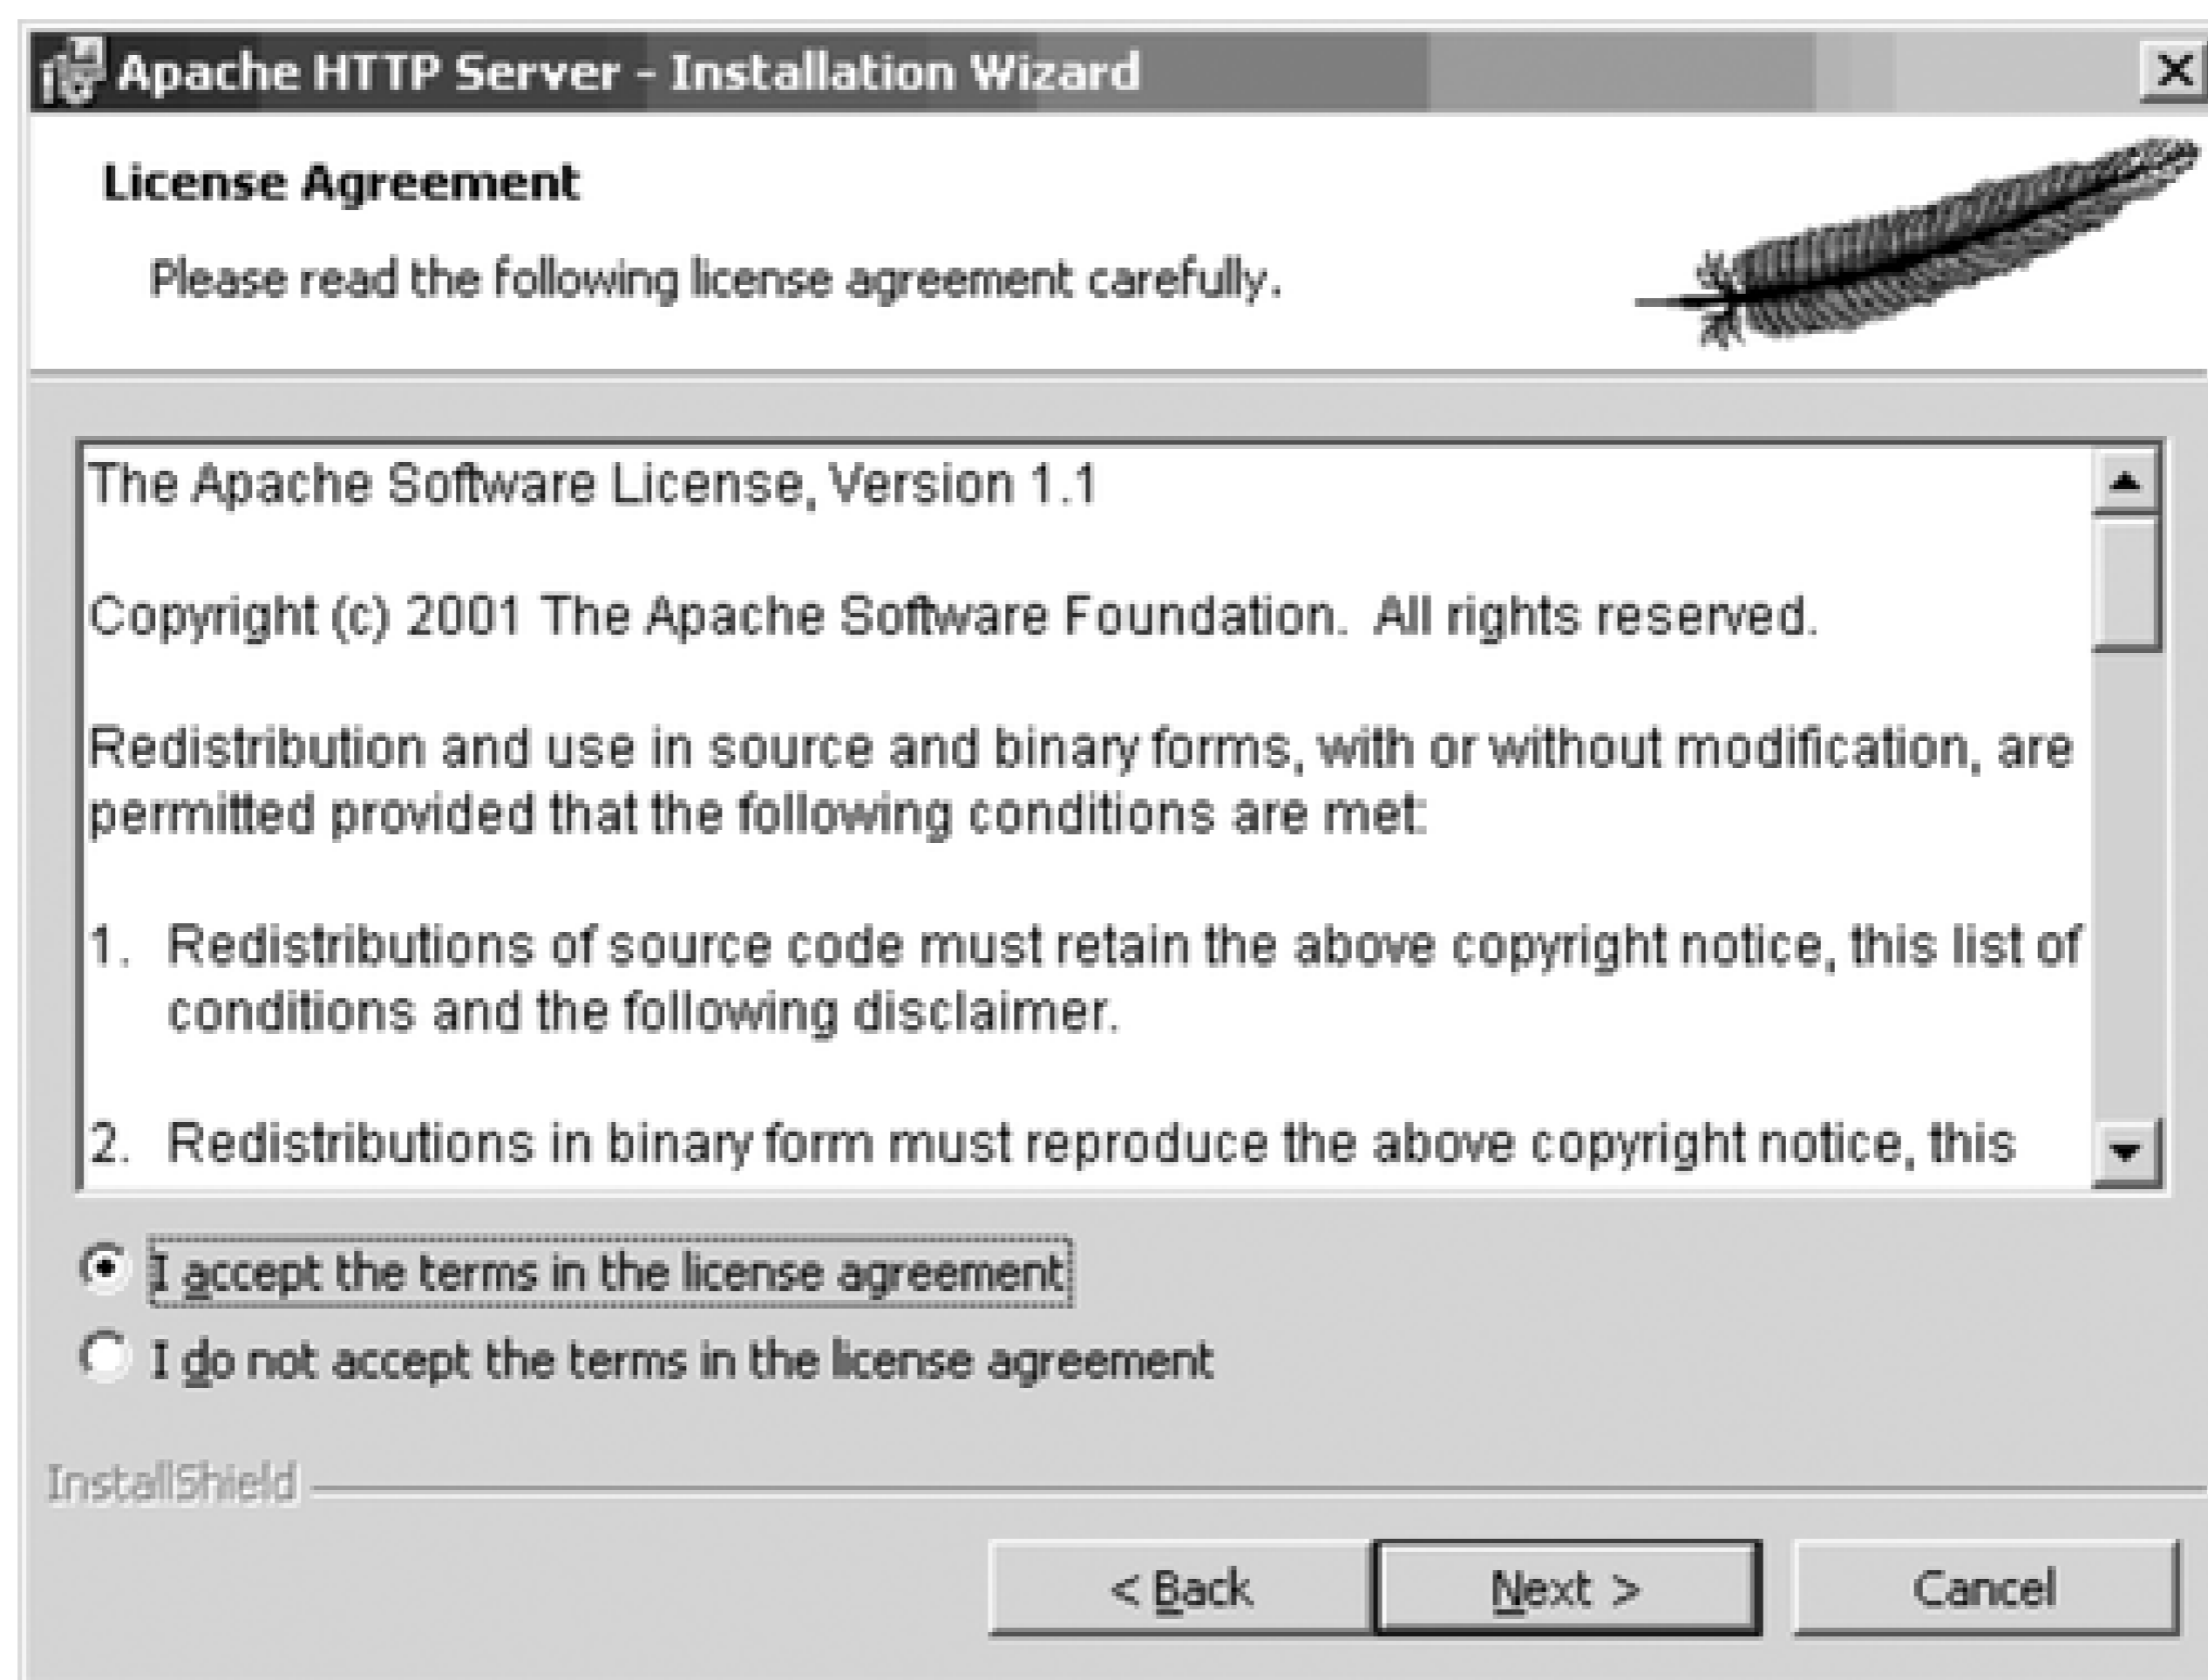 Apache HTTP Server - Installation Wizard
License Agreement
Please read the following license agreement carefully.
The Apache Software License, Version 1.1
Copyright (c) 2001 The Apache Software Foundation.  All rights reserved.
Redistribution and use in source and binary forms, with or without modification, are
permitted provided that the following conditions are met:
1. Redistributions of source code must retain the above copyright notice, this list of
conditions and the following disclaimer.
2. Redistributions in binary form must reproduce the above copyright notice, this
I accept the terms in the license agreement
I do not accept the terms in the license agreement
InstallShield
< Back Next > Cancel